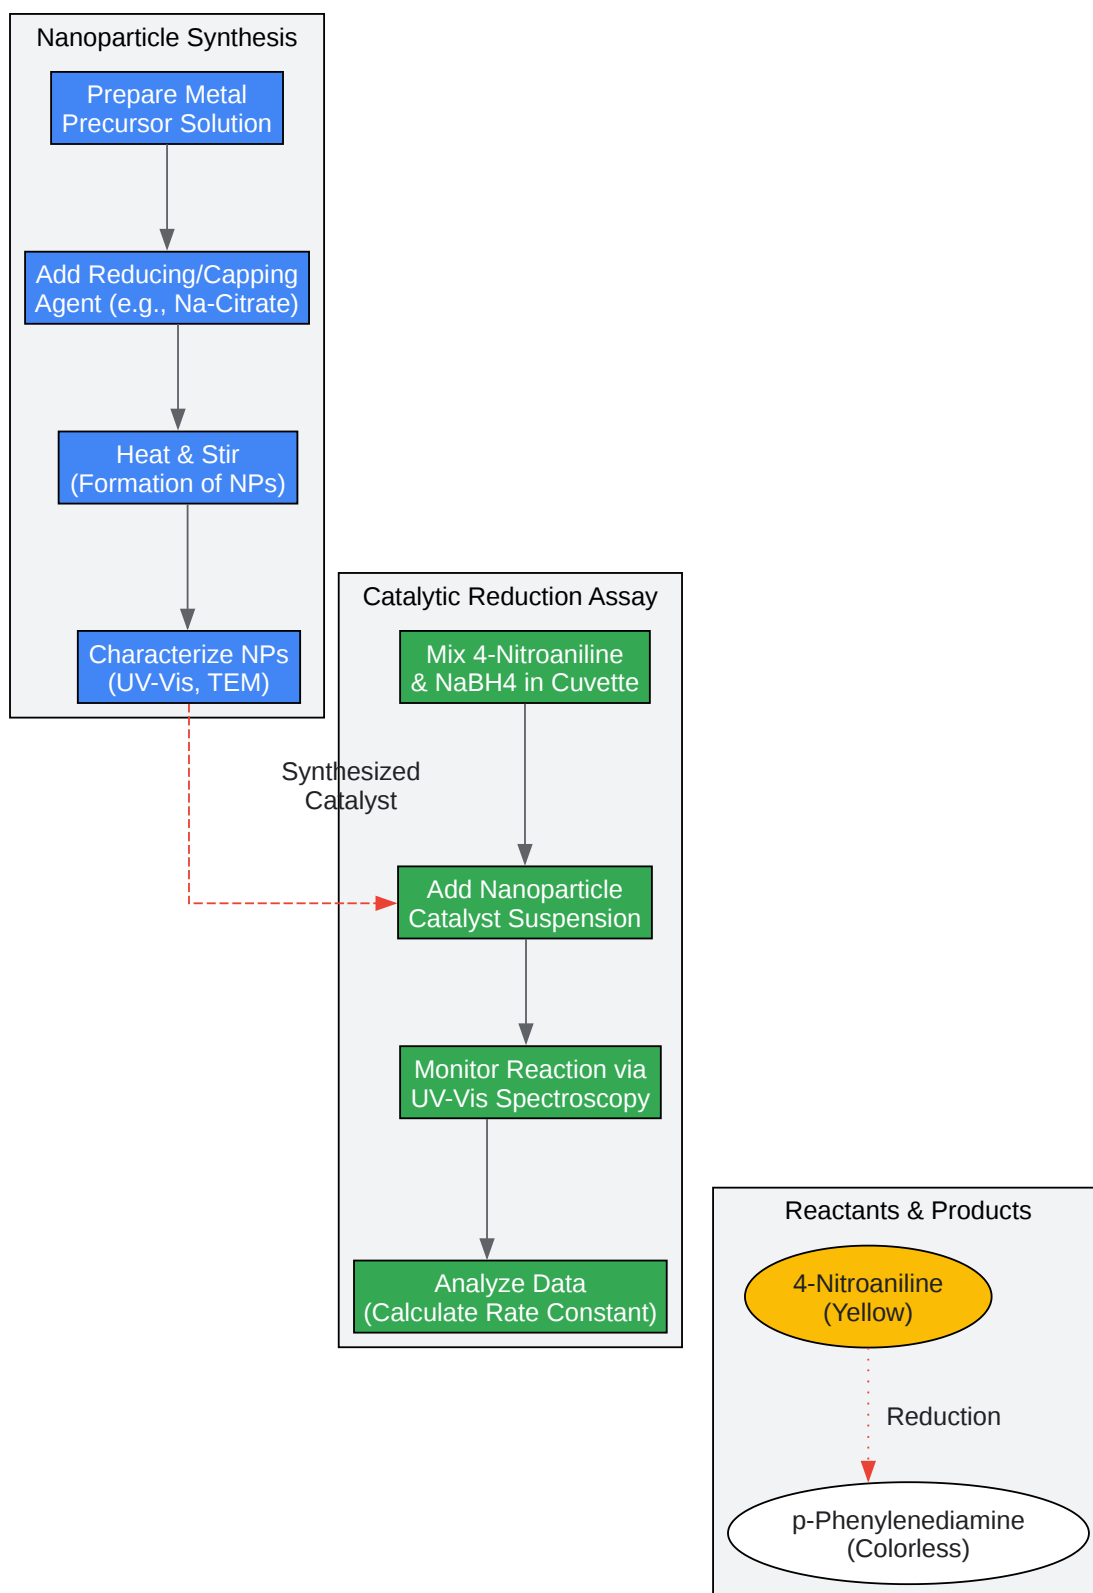 Nanoparticle Synthesis
Prepare Metal
Precursor Solution
Add Reducing/Capping
Agent (e.g., Na-Citrate)
Heat & Stir
(Formation of NPs)
Characterize NPs
(UV-Vis, TEM)
Synthesized
Catalyst
Catalytic Reduction Assay
Mix 4-Nitroaniline
& NaBH4 in Cuvette
Add Nanoparticle
Catalyst Suspension
Monitor Reaction via
UV-Vis Spectroscopy
Analyze Data
(Calculate Rate Constant)
Reactants & Products
4-Nitroaniline
(Yellow)
Reduction
p-Phenylenediamine
(Colorless)